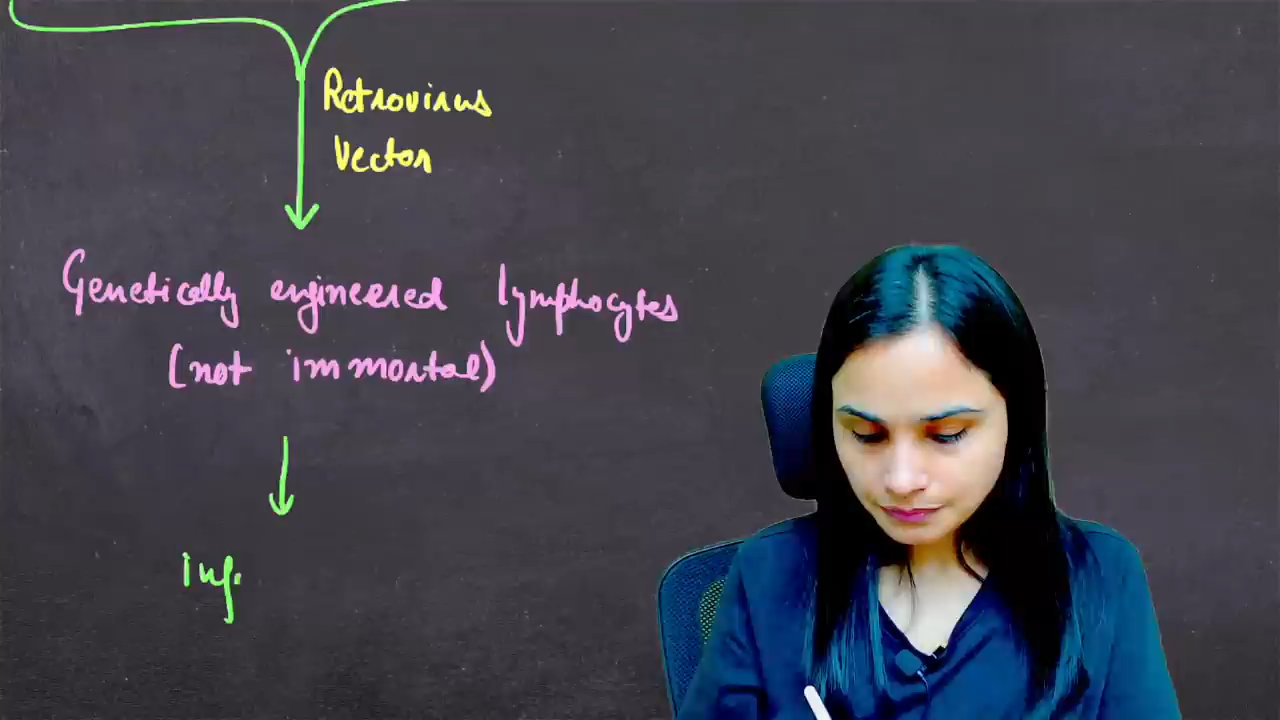 Retrovirus
Vector
Genetically engineered lymphocytes
(not immortal)
inf